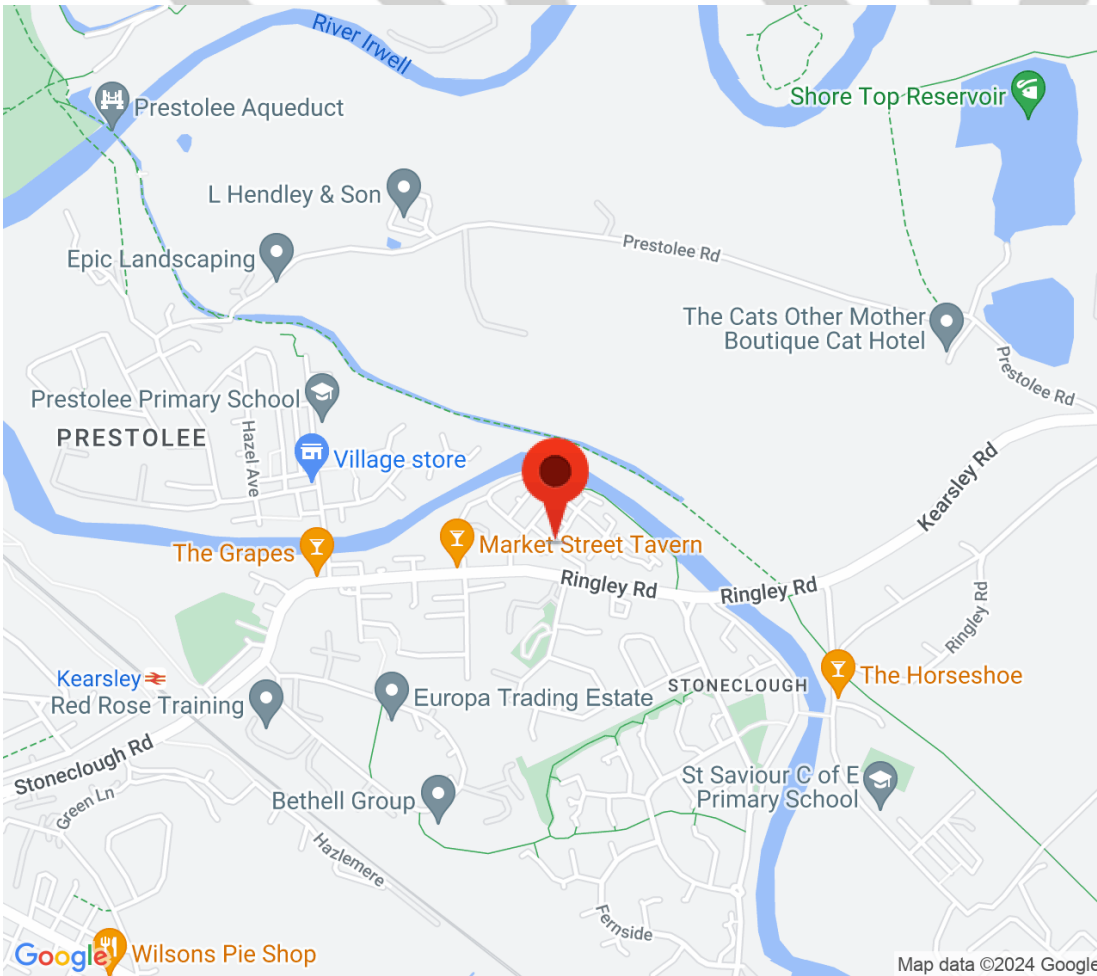 River Irwell
Prestolee Aqueduct
Shore Top Reservoir
L Hendley & Son
Prestolee Rd
Epic Landscaping
The Cats Other Mother
Boutique Cat Hotel
Prestolee Rd
Prestolee Primary School
PRESTOLEE
Hazel Ave
Village store
Kearsley Rd
The Grapes
Market Street Tavern
Ringley Rd
Ringley Rd
Ringley Rd
Kearsley
Red Rose Training
Europa Trading Estate
STONECLOUGH
The Horseshoe
Stoneclough Rd
Green Ln
Bethell Group
St Saviour C of E
Primary School
Hazlemere
Fernside
Google
Wilsons Pie Shop
Map data ©2024 Google